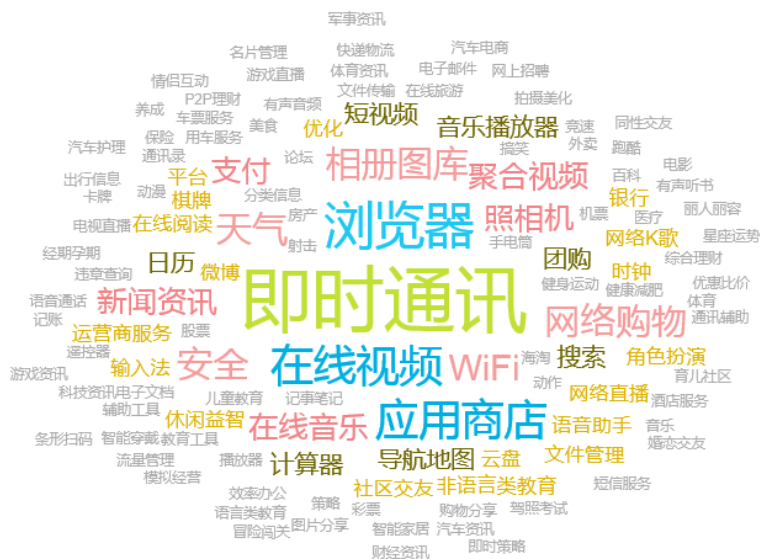 军事资讯
名片管理 快递物流 汽车电商
游戏直播 体育资讯 电子邮件 网上招聘
情侣互动 文件传输 在线旅游
P2P理财 有声音频 短视频 拍摄美化
养成 车票服务 美食 优化 音乐播放器 竞速 同性交友
汽车护理 保险 用车服务 搞笑 外卖 跑酷
通讯录 支付 论坛 相册图库 聚合视频 百科 电影
出行信息 平台 有声听书
卡牌 动漫 棋牌 分类信息 银行
电视直播 在线阅读 天气 房产 浏览器 照相机 机票 医疗 丽人丽容
射击 手电筒 网络K歌 星座运势
经期孕期 日历 团购 综合理财
违章查询 微博 即时通讯 时钟
健身运动 健康减肥 优惠比价
语音通话 新闻资讯 体育
记账 网络购物 通讯辅助
运营商服务 股票
遥控器 安全 在线视频 WiFi 海淘 搜索 角色扮演
游戏资讯 输入法 动作 育儿社区
科技资讯 电子文档 儿童教育 记事笔记 网络直播 酒店服务
辅助工具 休闲益智 在线音乐 应用商店 语音助手 音乐
条形扫码 智能穿戴 教育工具 婚恋交友
流量管理 播放器 计算器 导航地图 云盘 文件管理
模拟经营 短信服务
效率办公 社区交友 非语言类教育
语言类教育 策略 彩票 购物分享 驾照考试
冒险闯关 图片分享 智能家居 汽车资讯
财经资讯 即时策略